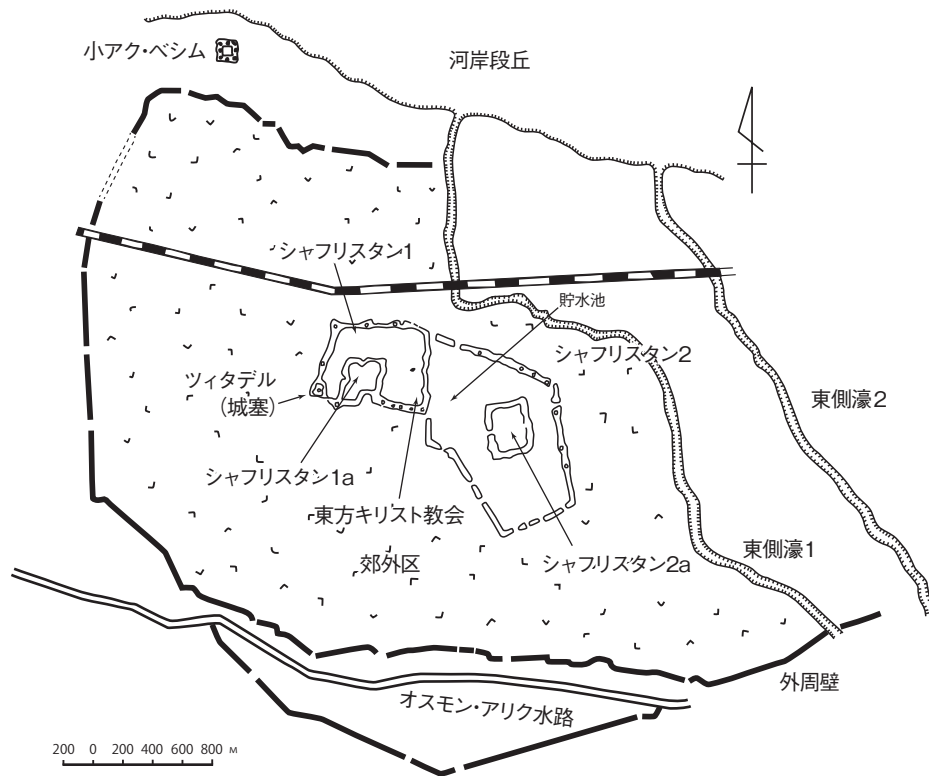 小アク・ベシム
河岸段丘
シャフリスタン1
貯水池
シャフリスタン2
ツィタデル
(城塞)
東側濠2
シャフリスタン1a
東方キリスト教会
東側濠1
郊外区
シャフリスタン2a
外周壁
オスモン・アリク水路
200 0 200 400 600 800 м